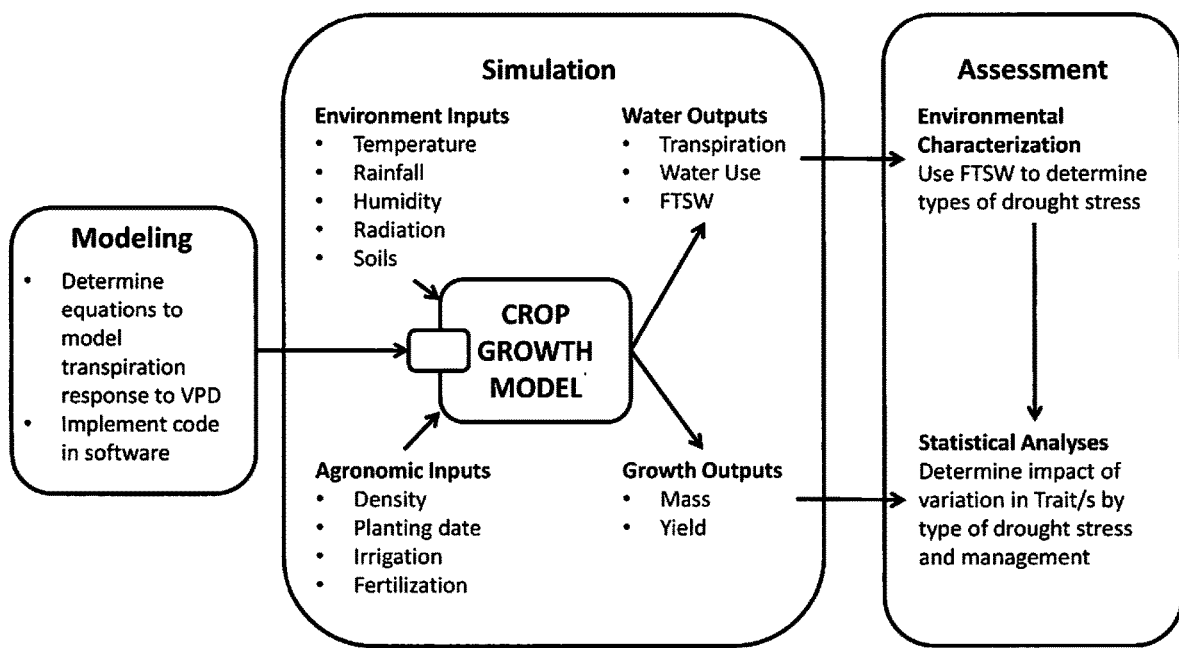 Modeling
• Determine
equations to
model
transpiration
response to VPD
• Implement code
in software
Simulation
Environment Inputs
• Temperature
• Rainfall
• Humidity
• Radiation
• Soils
CROP
GROWTH
MODEL
Agronomic Inputs
• Density
• Planting date
• Irrigation
• Fertilization
Water Outputs
• Transpiration
• Water Use
• FTSW
Growth Outputs
• Mass
• Yield
Assessment
Environmental
Characterization
Use FTSW to determine
types of drought stress
Statistical Analyses
Determine impact of
variation in Trait/s by
type of drought stress
and management